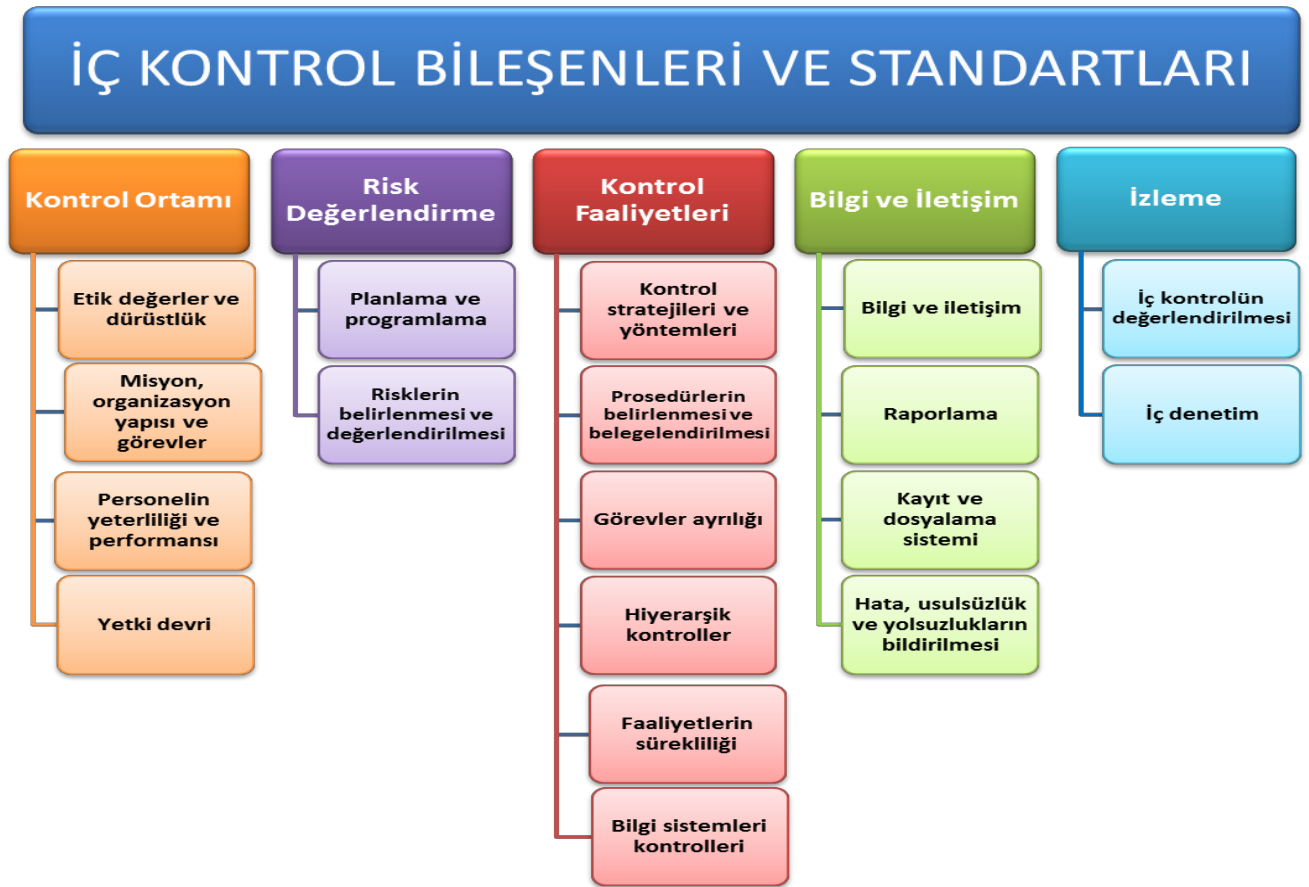 İÇ KONTROL BİLEŞENLERİ VE STANDARTLARI
Kontrol Ortamı
Etik değerler ve
dürüstlük
Misyon,
organizasyon
yapısı ve
görevler
Personelin
yeterliliği ve
performansı
Yetki devri
Risk
Değerlendirme
Planlama ve
programlama
Risklerin
belirlenmesi ve
değerlendirilmesi
Kontrol
Faaliyetleri
Kontrol
stratejileri ve
yöntemleri
Prosedürlerin
belirlenmesi ve
belegelendirilmesi
Görevler ayrılığı
Hiyerarşik
kontroller
Faaliyetlerin
sürekliliği
Bilgi sistemleri
kontrolleri
Bilgi ve İletişim
Bilgi ve iletişim
Raporlama
Kayıt ve
dosyalama
sistemi
Hata, usulsüzlük
ve yolsuzlukların
bildirilmesi
İzleme
İç kontrolün
değerlendirilmesi
İç denetim